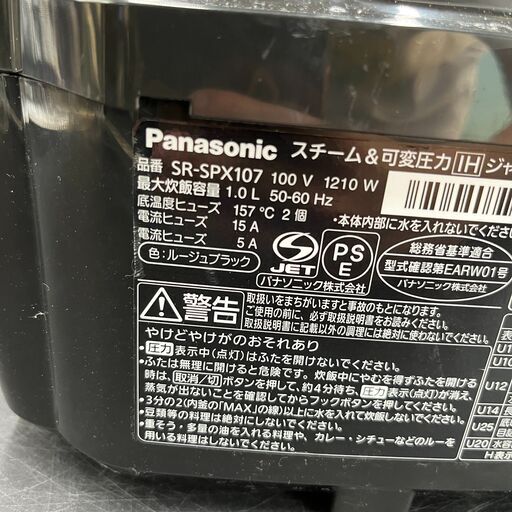 Panasonic スチーム&可変圧力IHジャ
品番 SR-SPX107 100 V 1210 W
最大炊飯容量 1.0 L 50-60 Hz
底温度ヒューズ 157℃ 2個
電流ヒューズ 15 A
電流ヒューズ 5 A
色:ルージュブラック
・本体内部に水を入れないでくださ
S JET
PS E
パナソニック株式会社
総務省基準適合
型式確認第EARW01号
パナソニック株式会社
警告
取扱いをまちがいますと事故のもとになります。
ご使用の前に、必ず取扱説明書をお読みください。
取扱説明書に記載以外の調理には絶対に使わないでください。
やけどやけがのおそれあり
・圧力表示中(点灯)はふたを開けないでください。
・ふたは無理に開けると危険です。炊飯中にやむを得ずふたを開ける
時は、取消/切ボタンを押して、約4分待ち、圧力表示(点灯)が消え、
蒸気が出ないことを確認してからフックボタンを押してください。
・3分の2(内釜の「MAX」の線)以上に水を入れて炊飯しないでください。
・豆類等の料理には使用しないでください。
・重そう・多量の油を入れる料理や、カレー・シチューなどのルーを
用いる料理はしないでください。
表
U1
U10
U12
U14
U25
U20 水容
H表示